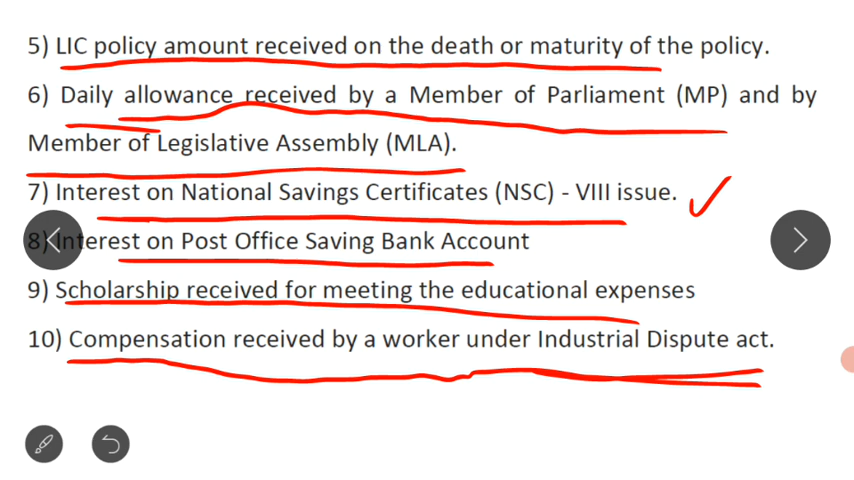 5) LIC policy amount received on the death or maturity of the policy.
6) Daily allowance received by a Member of Parliament (MP) and by
Member of Legislative Assembly (MLA).
7) Interest on National Savings Certificates (NSC) - VIII issue.
8) Interest on Post Office Saving Bank Account
9) Scholarship received for meeting the educational expenses
10) Compensation received by a worker under Industrial Dispute act.